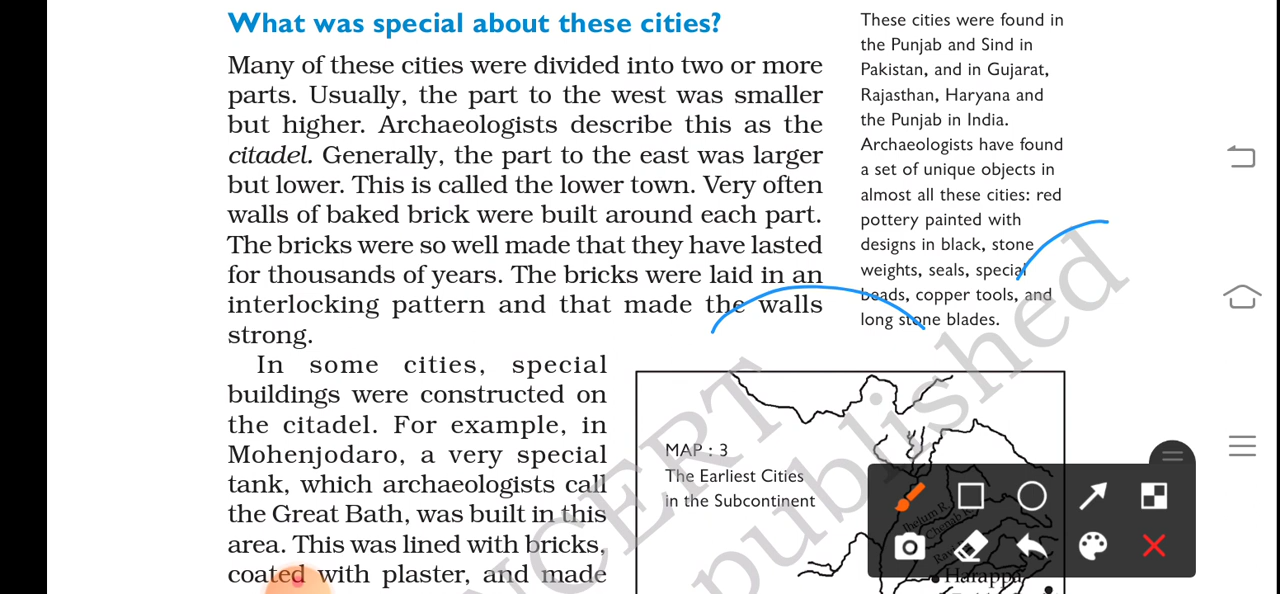 What was special about these cities?
Many of these cities were divided into two or more
parts. Usually, the part to the west was smaller
but higher. Archaeologists describe this as the
citadel. Generally, the part to the east was larger
but lower. This is called the lower town. Very often
walls of baked brick were built around each part.
The bricks were so well made that they have lasted
for thousands of years. The bricks were laid in an
interlocking pattern and that made the walls
strong.
In some cities, special
buildings were constructed on
the citadel. For example, in
Mohenjodaro, a very special
tank, which archaeologists call
the Great Bath, was built in this
area. This was lined with bricks,
coated with plaster, and made
These cities were found in
the Punjab and Sind in
Pakistan, and in Gujarat,
Rajasthan, Haryana and
the Punjab in India.
Archaeologists have found
a set of unique objects in
almost all these cities: red
pottery painted with
designs in black, stone
weights, seals, special
beads, copper tools, and
long stone blades.
MAP : 3
The Earliest Cities
in the Subcontinent
Jhelum R.
Chenab R.
Harappa
NCERT
published